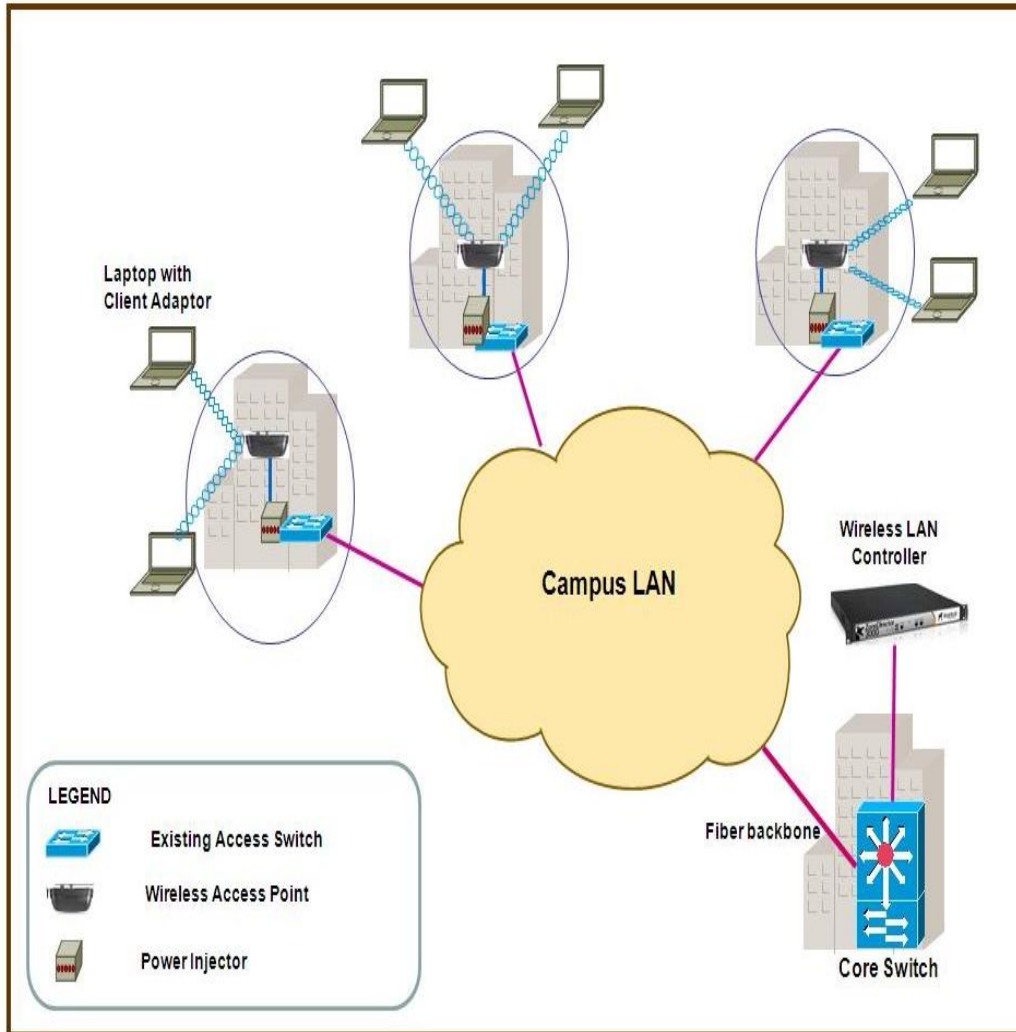 Laptop with
Client Adaptor
Campus LAN
Wireless LAN
Controller
Fiber backbone
Core Switch
LEGEND
Existing Access Switch
Wireless Access Point
Power Injector